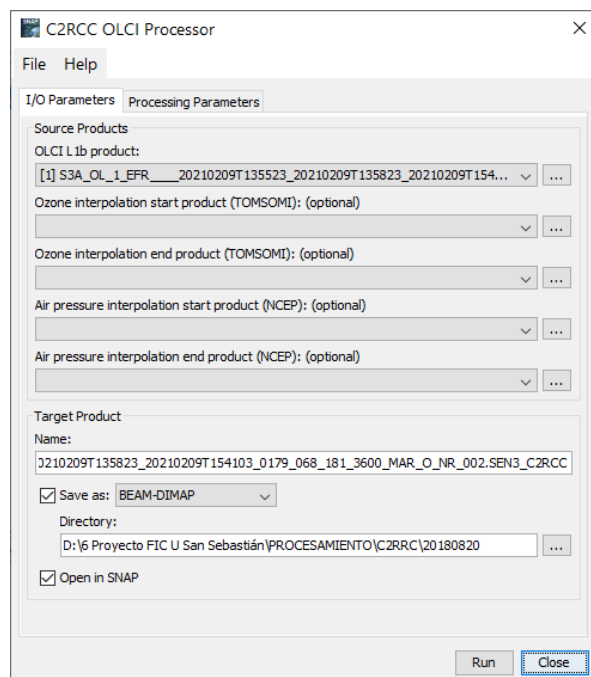 C2RCC OLCI Processor
File Help
I/O Parameters Processing Parameters
Source Products
OLCI L1b product:
[1] S3A_OL_1_EFR____20210209T135523_20210209T135823_20210209T154...
...
Ozone interpolation start product (TOMSOMI): (optional)
...
Ozone interpolation end product (TOMSOMI): (optional)
...
Air pressure interpolation start product (NCEP): (optional)
...
Air pressure interpolation end product (NCEP): (optional)
...
Target Product
Name:
0210209T135823_20210209T154103_0179_068_181_3600_MAR_O_NR_002.SEN3_C2RCC
Save as: BEAM-DIMAP
Directory:
D:\6 Proyecto FIC U San Sebastián\PROCESAMIENTO\C2RRC\20180820 ...
Open in SNAP
Run Close